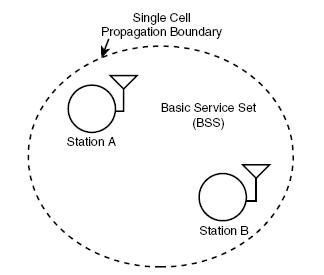 Single Cell
Propagation Boundary
Station A
Basic Service Set
(BSS)
Station B